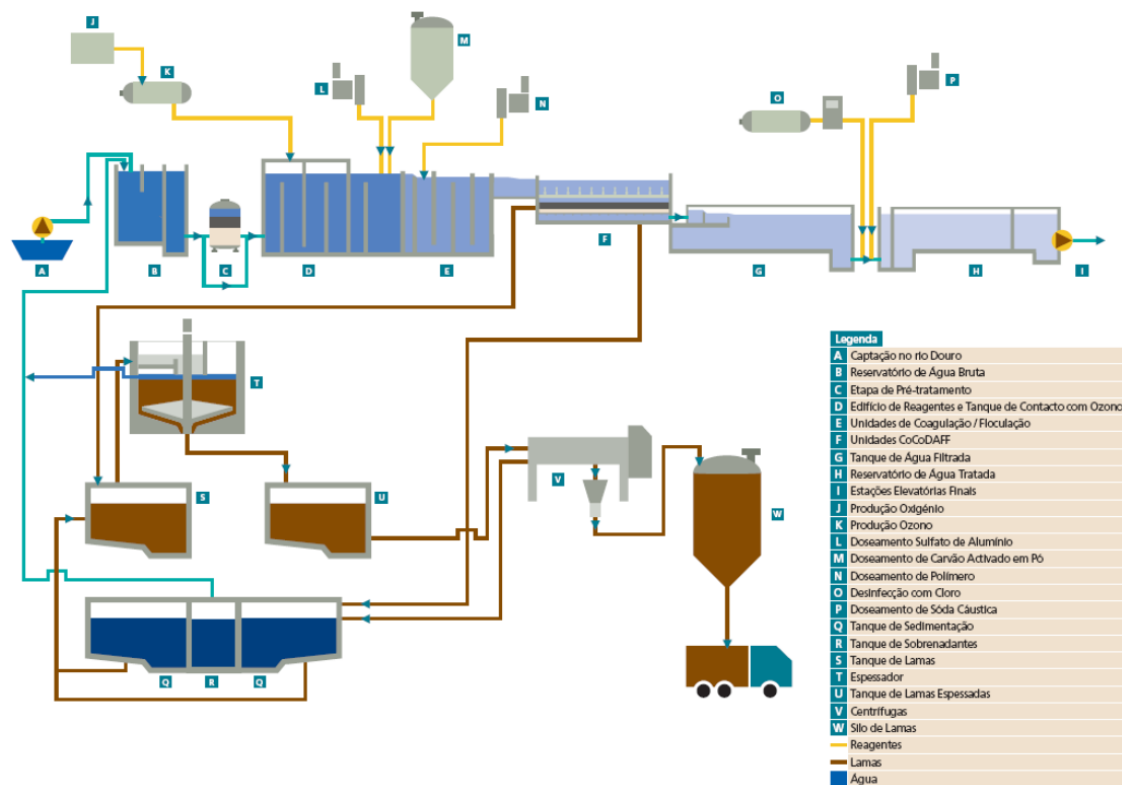 J
M
K
L
N
P
O
A
B
C
D
E
F
G
H
I
T
S
U
V
W
Q
R
Q
Legenda
A Captação no rio Douro
B Reservatório de Água Bruta
C Etapa de Pré-tratamento
D Edifício de Reagentes e Tanque de Contacto com Ozono
E Unidades de Coagulação / Floculação
F Unidades CoCoDAFF
G Tanque de Água Filtrada
H Reservatório de Água Tratada
I Estações Elevatórias Finais
J Produção Oxigénio
K Produção Ozono
L Doseamento Sulfato de Alumínio
M Doseamento de Carvão Activado em Pó
N Doseamento de Polímero
O Desinfecção com Cloro
P Doseamento de Sóda Cáustica
Q Tanque de Sedimentação
R Tanque de Sobrenadantes
S Tanque de Lamas
T Espessador
U Tanque de Lamas Espessadas
V Centrífugas
W Silo de Lamas
Reagentes
Lamas
Água